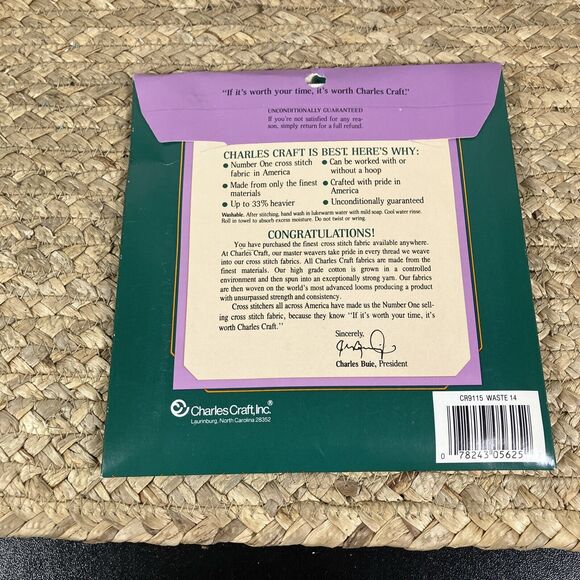 "If it's worth your time, it's worth Charles Craft."
UNCONDITIONALLY GUARANTEED
If you're not satisfied for any rea-
son, simply return for a full refund.
CHARLES CRAFT IS BEST. HERE'S WHY:
● Number One cross stitch
fabric in America
● Made from only the finest
materials
● Up to 33% heavier
● Can be worked with or
without a hoop
● Crafted with pride in
America
● Unconditionally guaranteed
Washable. After stitching, hand wash in lukewarm water with mild soap. Cool water rinse.
Roll in towel to absorb excess moisture. Do not twist or wring.
CONGRATULATIONS!
You have purchased the finest cross stitch fabric available anywhere.
At Charles Craft, our master weavers take pride in every thread we weave
into our cross stitch fabrics. All Charles Craft fabrics are made from the
finest materials. Our high grade cotton is grown in a controlled
environment and then spun into an exceptionally strong yarn. Our fabrics
are then woven on the world's most advanced looms producing a product
with unsurpassed strength and consistency.
Cross stitchers all across America have made us the Number One sell-
ing cross stitch fabric, because they know "If it's worth your time, it's
worth Charles Craft."
Sincerely,
Charles Buie, President
Charles Craft, Inc.®
Laurinburg, North Carolina 28352
CR9115 WASTE 14
0 78243 05625